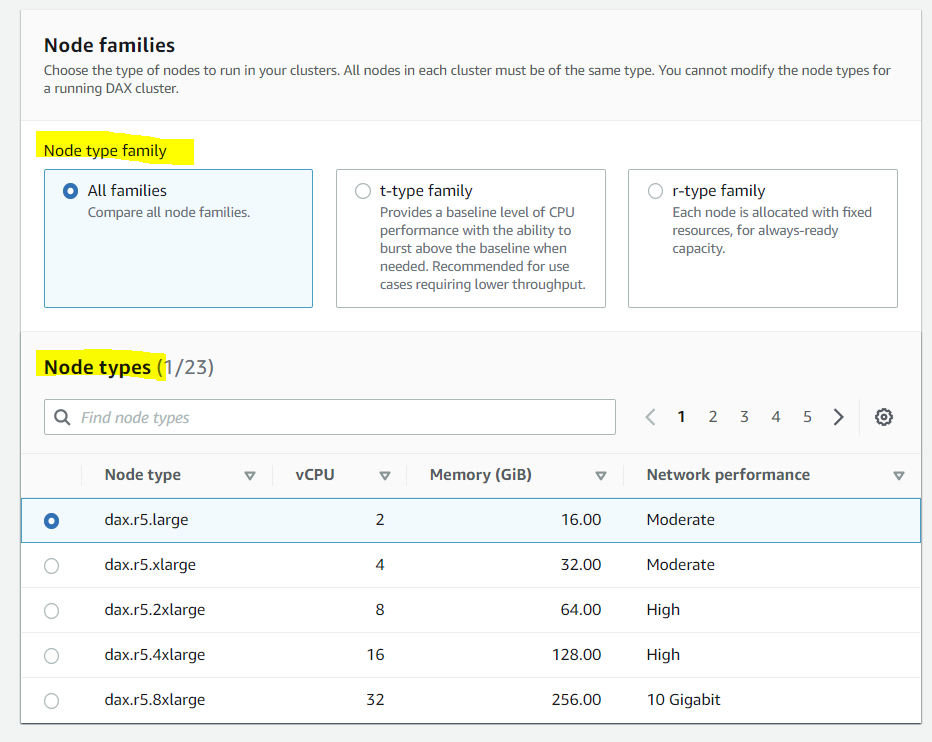 Node families
Choose the type of nodes to run in your clusters. All nodes in each cluster must be of the same type. You cannot modify the node types for
a running DAX cluster.
Node type family
All families
Compare all node families.
t-type family
Provides a baseline level of CPU
performance with the ability to
burst above the baseline when
needed. Recommended for use
cases requiring lower throughput.
r-type family
Each node is allocated with fixed
resources, for always-ready
capacity.
Node types (1/23)
Find node types
1 2 3 4 5
Node type vCPU Memory (GiB) Network performance
dax.r5.large 2 16.00 Moderate
dax.r5.xlarge 4 32.00 Moderate
dax.r5.2xlarge 8 64.00 High
dax.r5.4xlarge 16 128.00 High
dax.r5.8xlarge 32 256.00 10 Gigabit